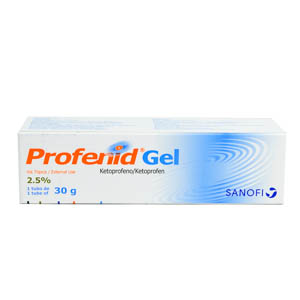 Profenid® Gel
Vía Tópica / External Use
Ketoprofeno/Ketoprofen
2.5%
1 tubo de
1 tube of 30 g
SANOFI